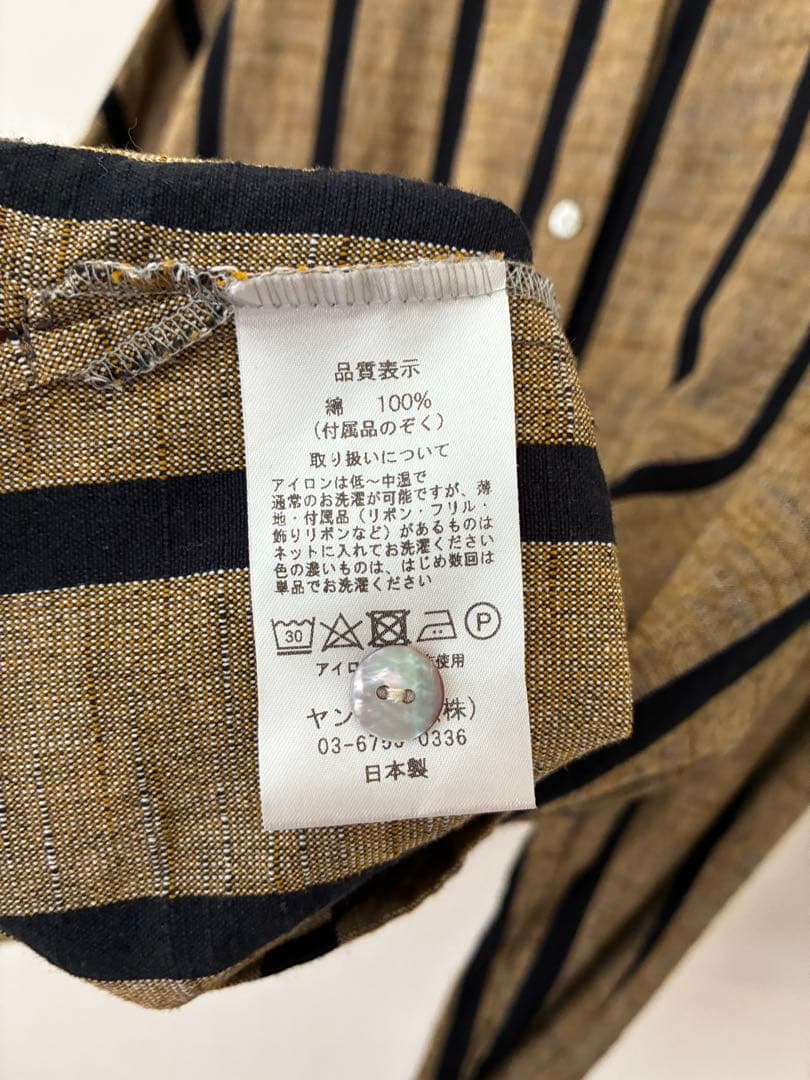 品質表示
綿 100%
(付属品のぞく)
取り扱いについて
アイロンは低〜中温で
通常のお洗濯が可能ですが、薄
地・付属品（リボン・フリル・
飾りリボンなど）があるものは
ネットに入れてお洗濯ください
色の濃いものは、はじめ数回は
単品でお洗濯ください
30 P
アイロ 使用
ヤン (株)
03-675 0336
日本製